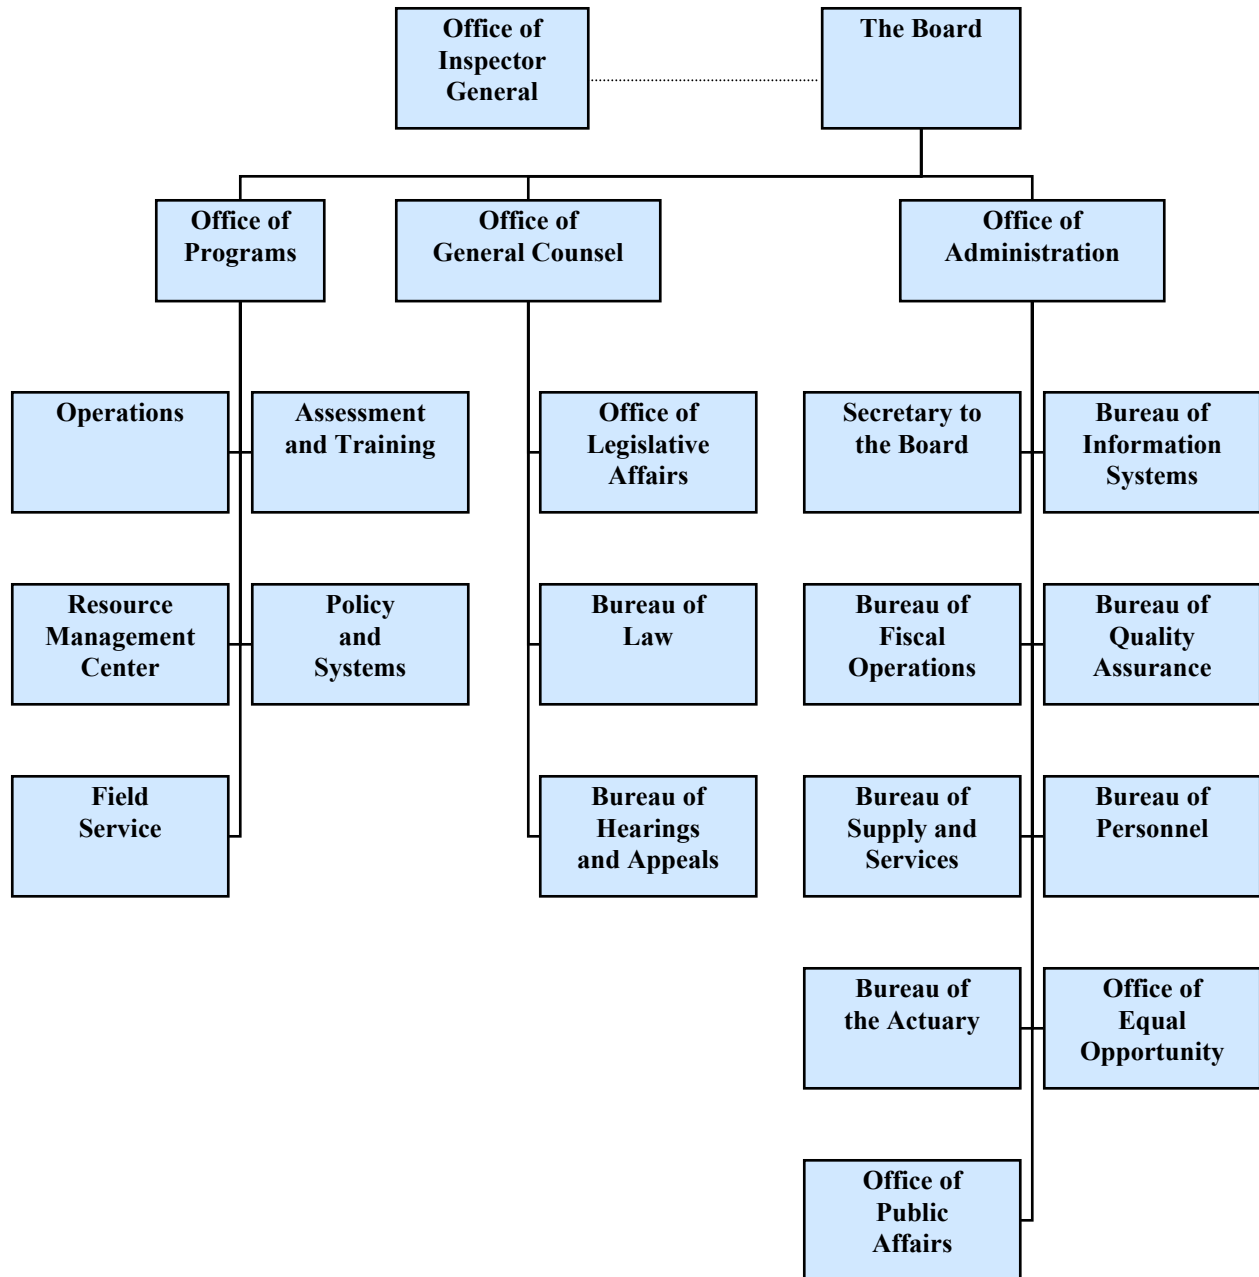 Office of
Inspector
General
The Board
Office of
Programs
Office of
General Counsel
Office of
Administration
Operations
Assessment
and Training
Office of
Legislative
Affairs
Secretary to
the Board
Bureau of
Information
Systems
Resource
Management
Center
Policy
and
Systems
Bureau of
Law
Bureau of
Fiscal
Operations
Bureau of
Quality
Assurance
Field
Service
Bureau of
Hearings
and Appeals
Bureau of
Supply and
Services
Bureau of
Personnel
Bureau of
the Actuary
Office of
Equal
Opportunity
Office of
Public
Affairs